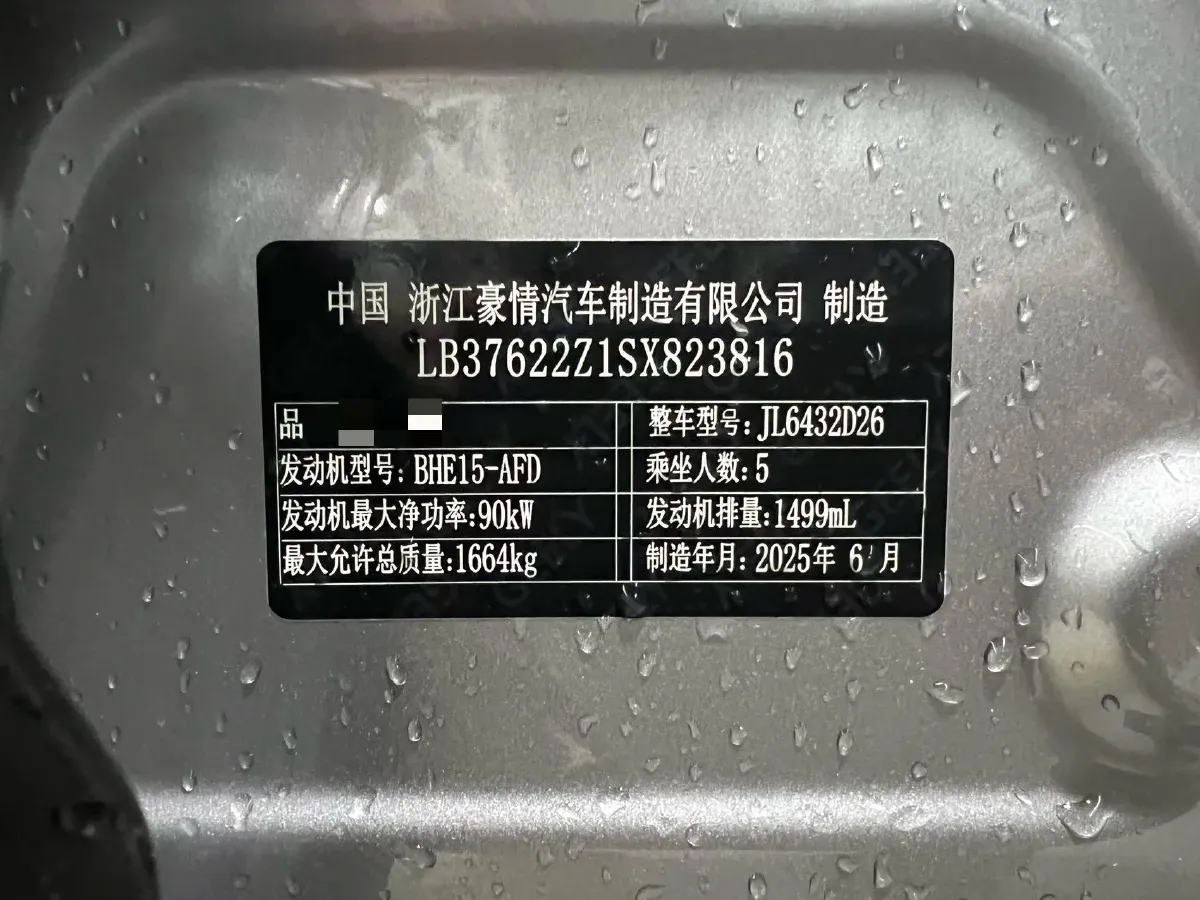 中国 浙江豪情汽车制造有限公司 制造
LB37622Z1SX823816
品
整车型号:JL6432D26
发动机型号:BHE15-AFD
乘坐人数:5
发动机最大净功率:90kW
发动机排量:1499mL
最大允许总质量:1664kg
制造年月:2025年 6 月